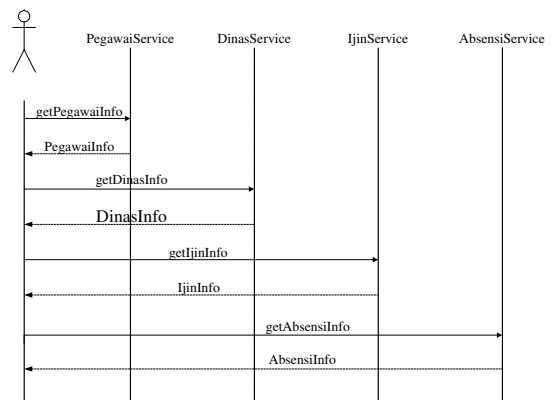 PegawaiService DinasService IjinService AbsensiService
getPegawaiInfo
PegawaiInfo
getDinasInfo
DinasInfo
getIjinInfo
IjinInfo
getAbsensiInfo
AbsensiInfo